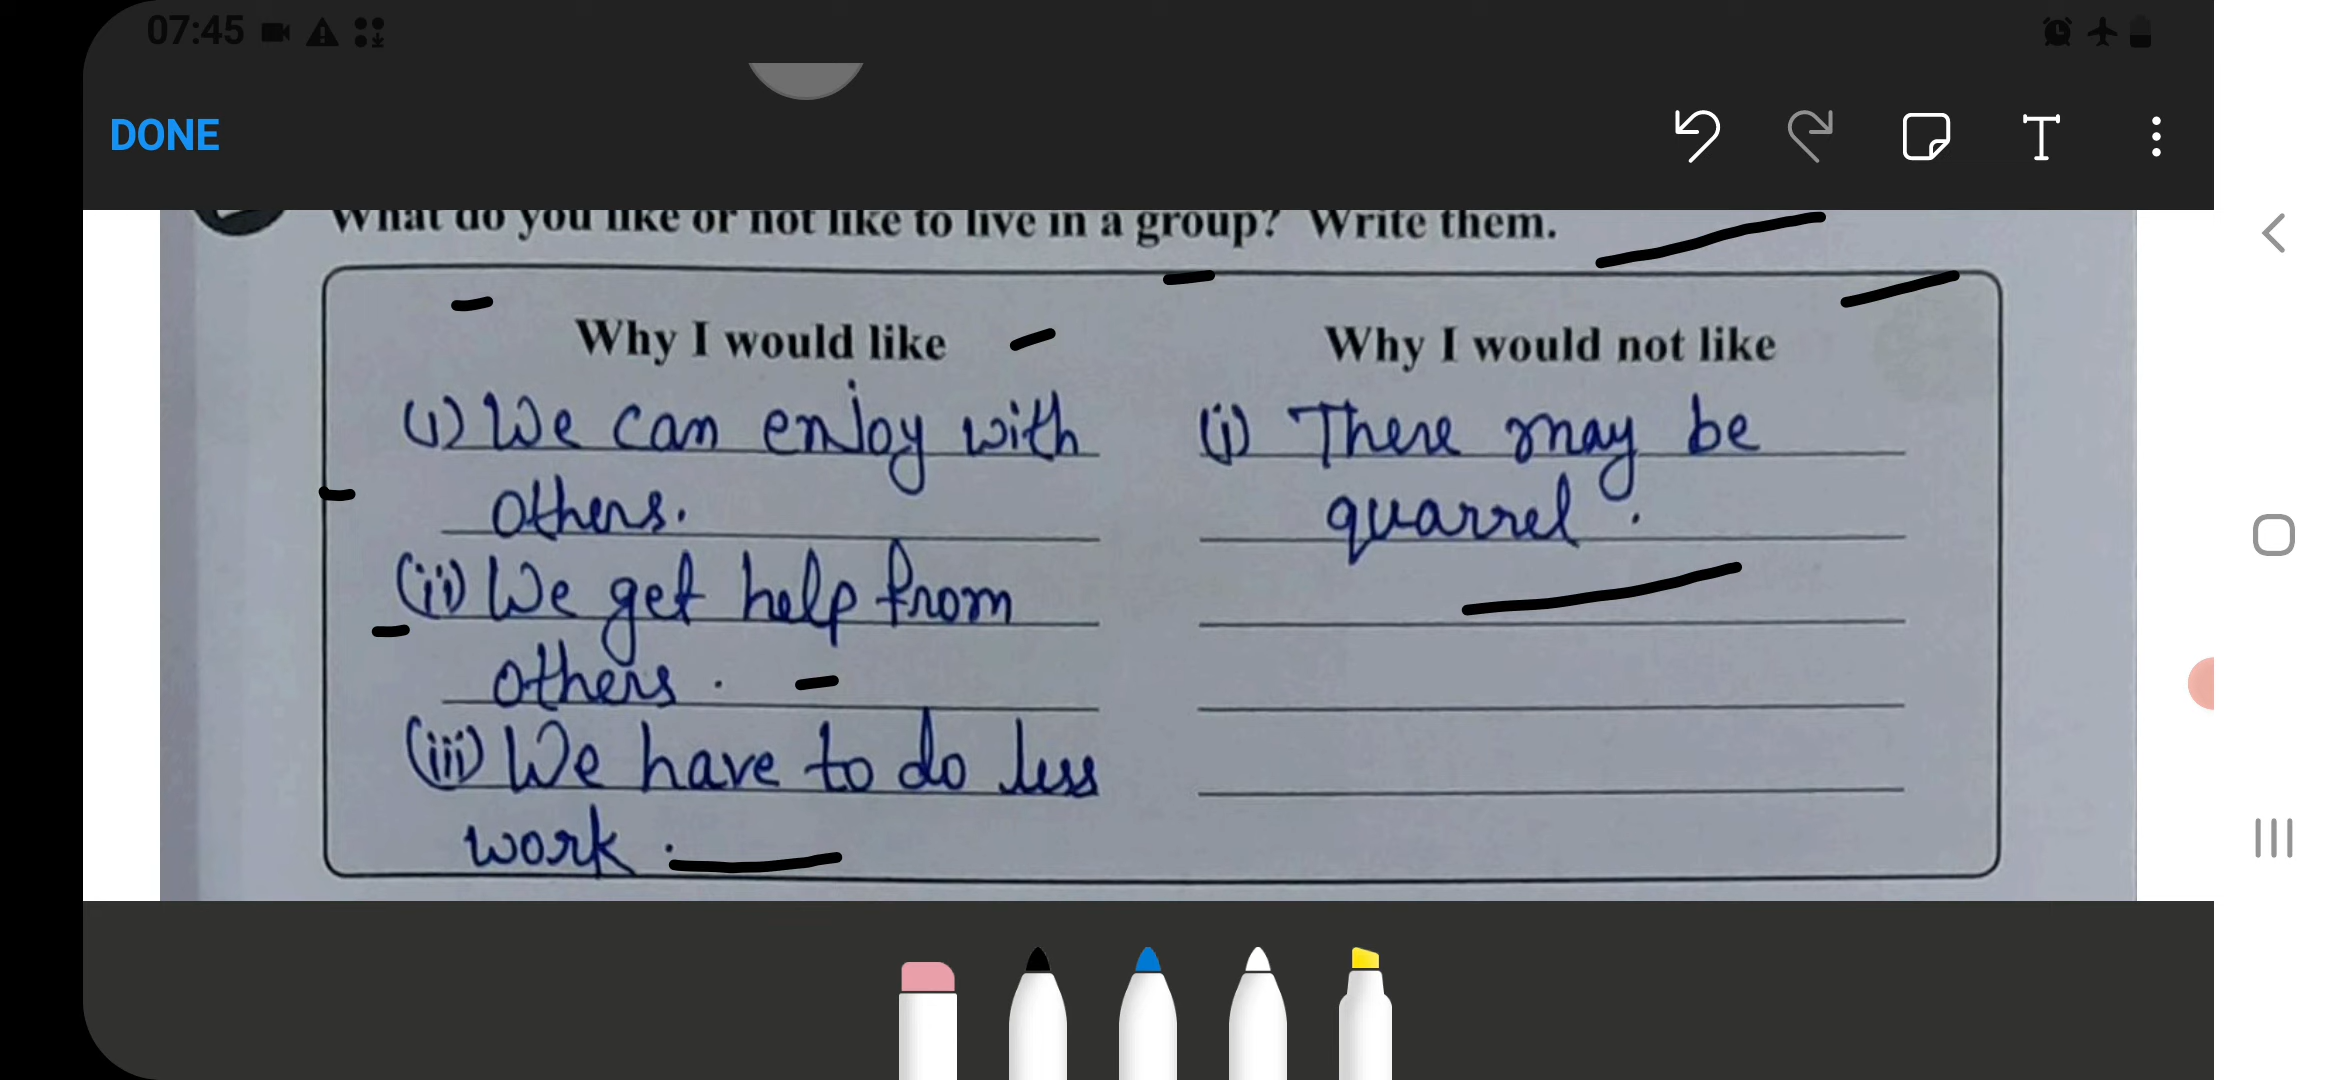 07:45
DONE
T
What do you like or not like to live in a group? Write them.
Why I would like
(i) We can enjoy with
others.
(ii) We get help from
others.
(iii) We have to do less
work.
Why I would not like
(i) There may be
quarrel.